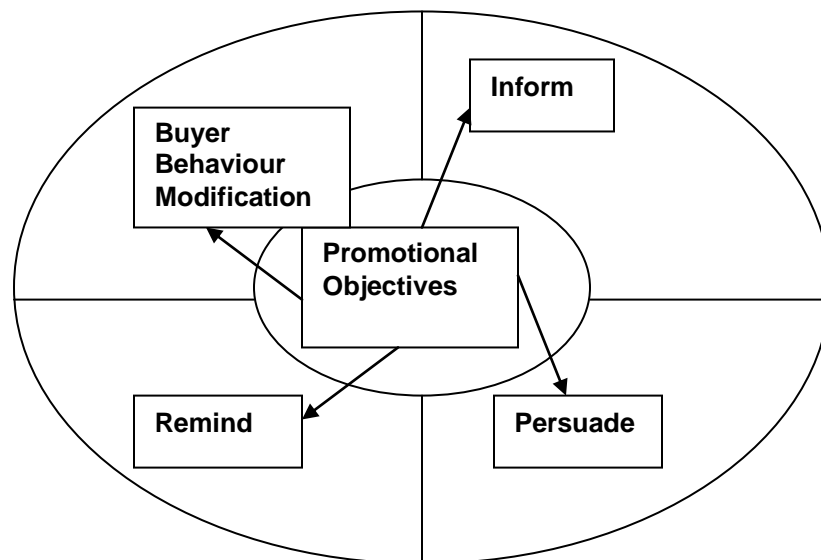 Inform
Buyer
Behaviour
Modification
Promotional
Objectives
Remind
Persuade